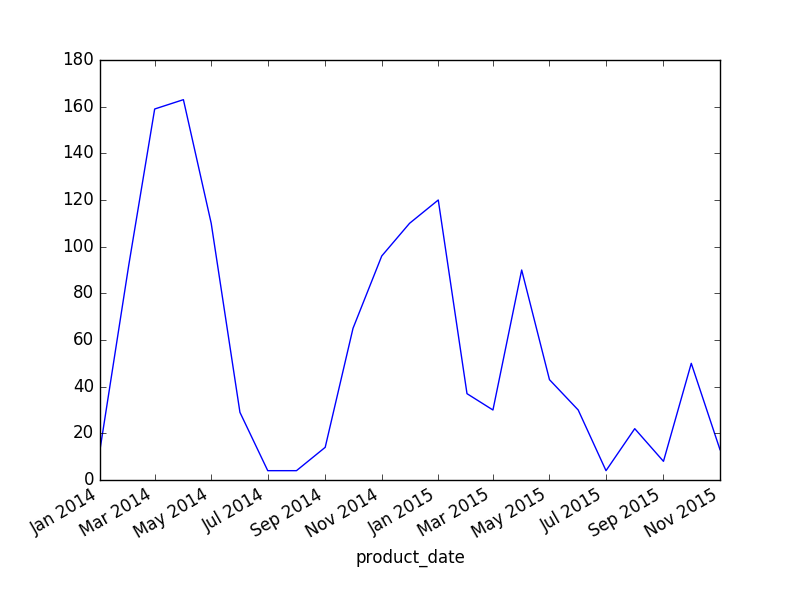 180
160
140
120
100
80
60
40
20
0
Jan 2014
Mar 2014
May 2014
Jul 2014
Sep 2014
Nov 2014
Jan 2015
Mar 2015
May 2015
Jul 2015
Sep 2015
Nov 2015
product_date